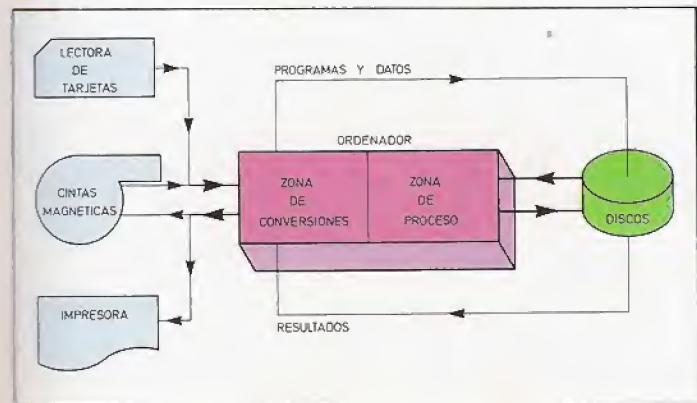 LECTORA
DE
TARJETAS
PROGRAMAS Y DATOS
ORDENADOR
CINTAS
MAGNETICAS
ZONA
DE
CONVERSIONES
ZONA
DE
PROCESO
DISCOS
IMPRESORA
RESULTADOS